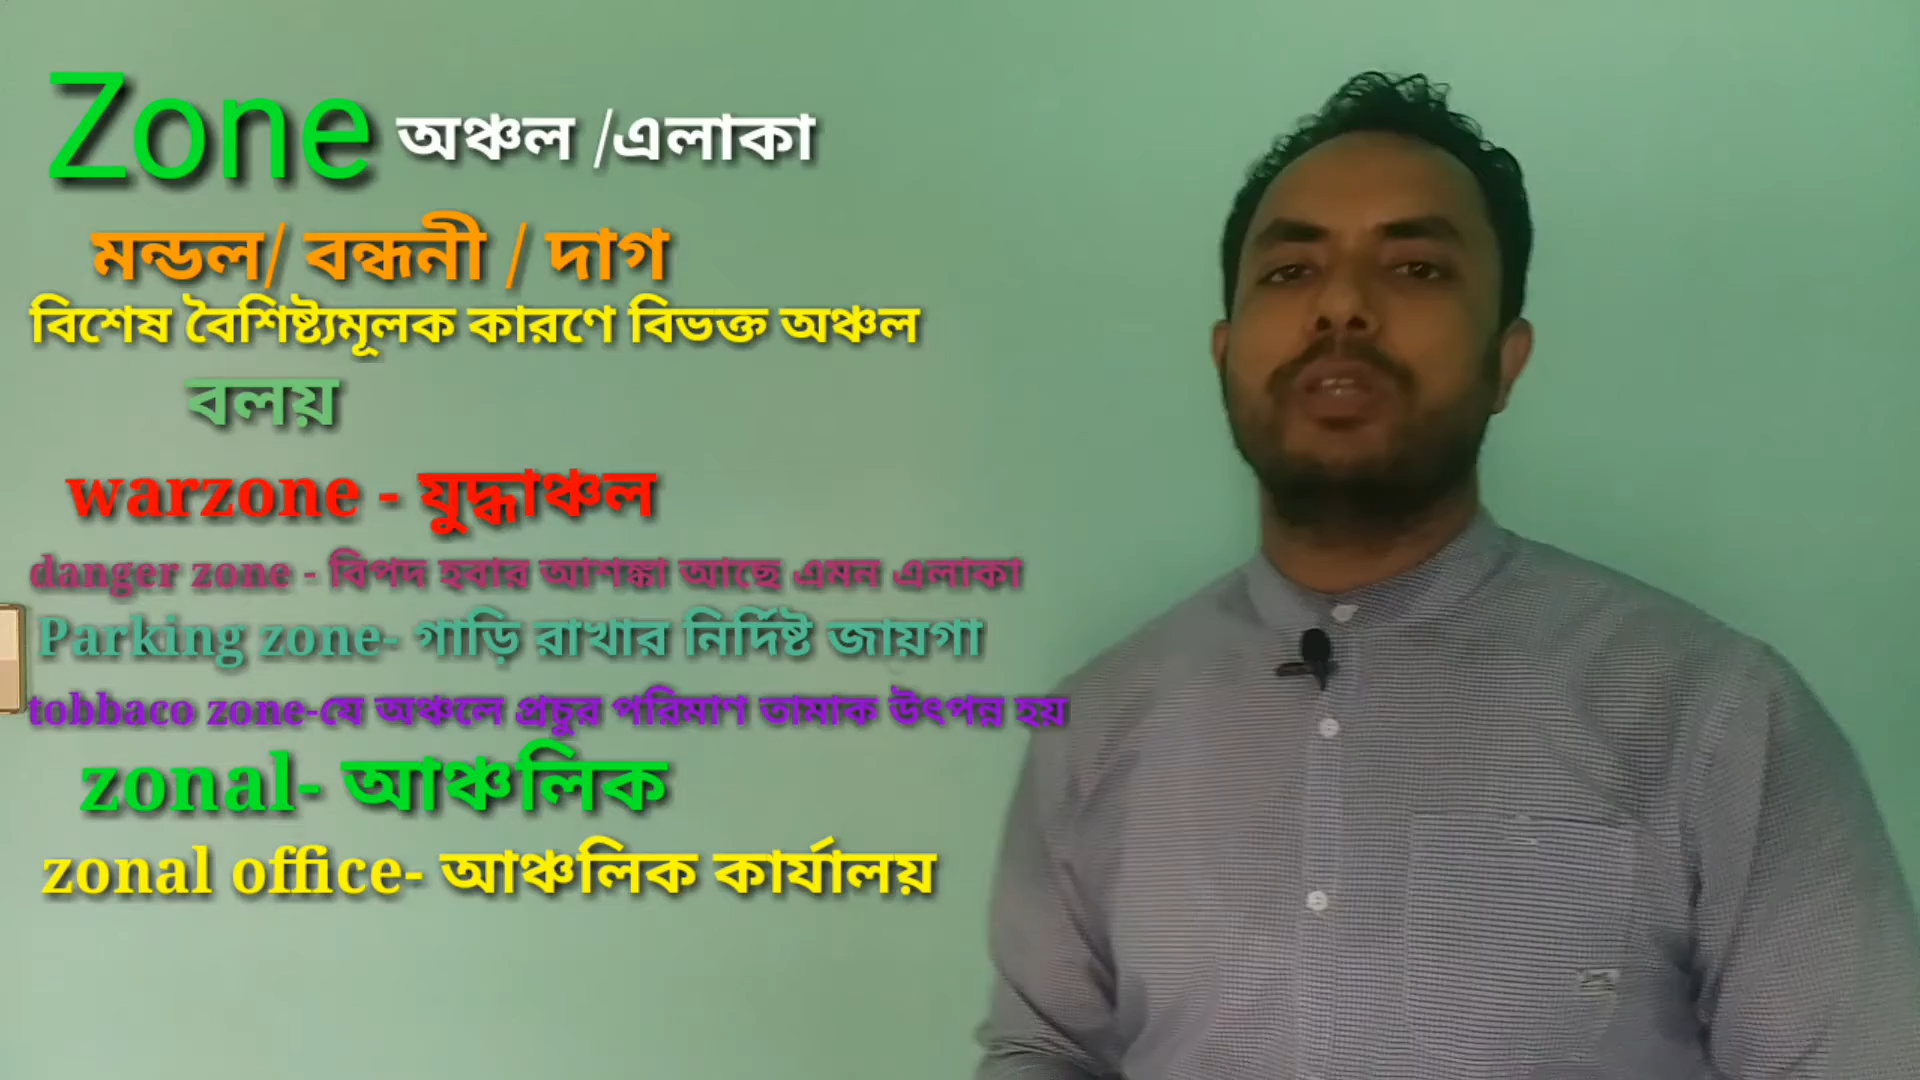 Zone অঞ্চল /এলাকা
মন্ডল/ বন্ধনী / দাগ
বিশেষ বৈশিষ্ট্যমূলক কারণে বিভক্ত অঞ্চল
বলয়
warzone - যুদ্ধাঞ্চল
danger zone - বিপদ হবার আশঙ্কা আছে এমন এলাকা
Parking zone- গাড়ি রাখার নির্দিষ্ট জায়গা
tobbaco zone-যে অঞ্চলে প্রচুর পরিমাণ তামাক উৎপন্ন হয়
zonal- আঞ্চলিক
zonal office- আঞ্চলিক কার্যালয়